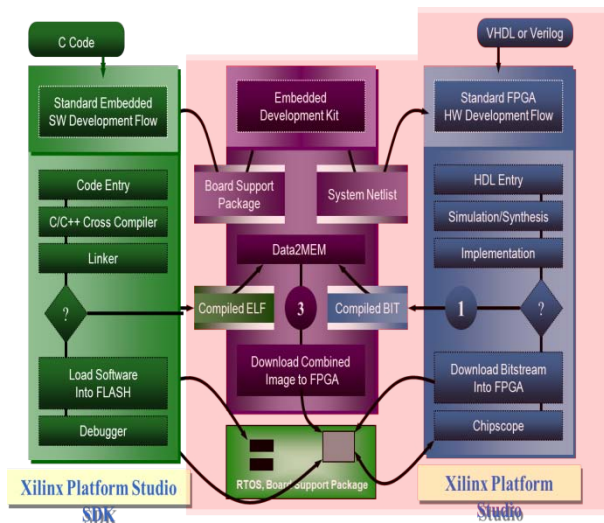 C Code
VHDL or Verilog
Standard Embedded
SW Development Flow
Embedded
Development Kit
Standard FPGA
HW Development Flow
Code Entry
C/C++ Cross Compiler
Linker
?
Load Software
Into FLASH
Debugger
Board Support
Package
System Netlist
Data2MEM
Compiled ELF
3
Compiled BIT
Download Combined
Image to FPGA
RTOS, Board Support Package
HDL Entry
Simulation/Synthesis
Implementation
1
?
Download Bitstream
Into FPGA
Chipscope
Xilinx Platform Studio
SDK
Xilinx Platform
Studio